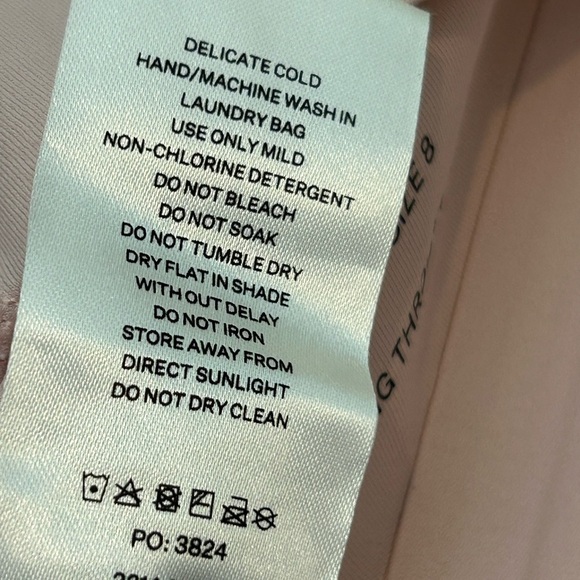 DELICATE COLD
HAND/MACHINE WASH IN
LAUNDRY BAG
USE ONLY MILD
NON-CHLORINE DETERGENT
DO NOT BLEACH
DO NOT SOAK
DO NOT TUMBLE DRY
DRY FLAT IN SHADE
WITH OUT DELAY
DO NOT IRON
STORE AWAY FROM
DIRECT SUNLIGHT
DO NOT DRY CLEAN
PO: 3824
SIZE 8